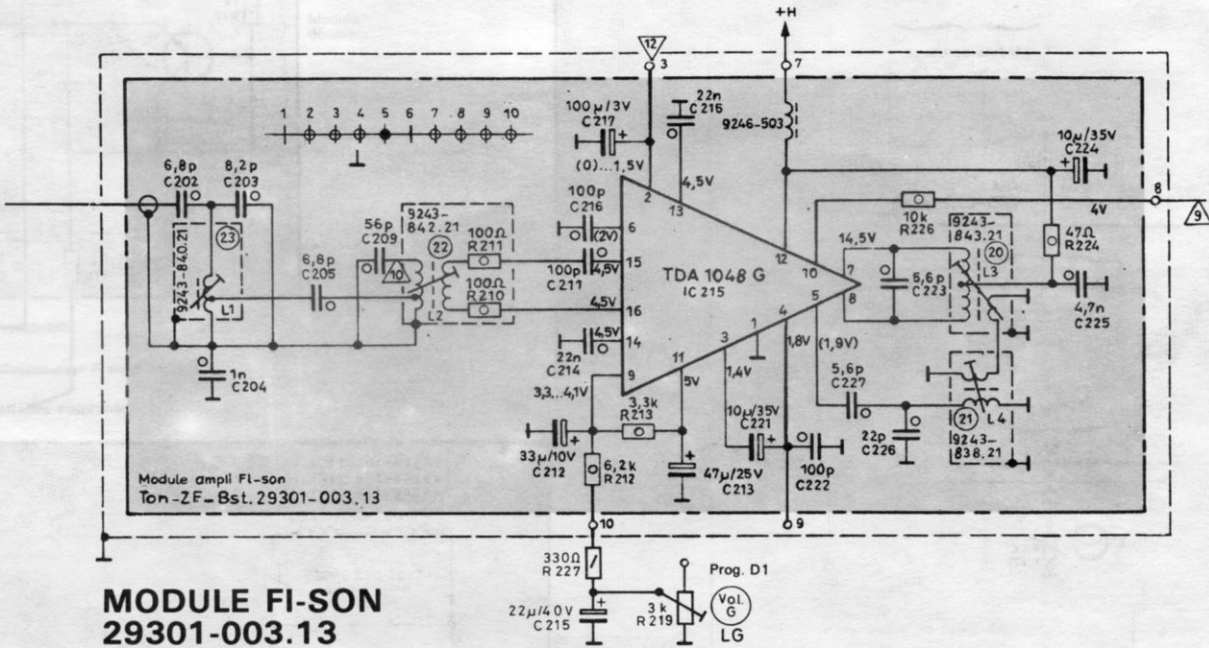 +H
12
3
7
22n
C215
100μ/3V
C217
9246-503
10μ/35V
C224
1 2 3 4 5 6 7 8 9 10
6,8p
C202
8,2p
C203
(0)...1,5V
4,5V
8
9
4V
100p
C216
2
13
10k
R226
9243-
842.21
56p
C209
22
100Ω
R211
6
(2V)
9243-840.21
23
10
15
4,5V
100p
C211
12
10
14,5V
7
9243-
843.21
20
47Ω
R224
6,8p
C205
TDA 1048 G
IC 215
5,6p
C223
L3
L1
L2
100Ω
R210
4,5V
16
8
4,7n
C225
4,5V
14
22n
C214
11
3
1
4
5
1n
C204
9
5V
1,4V
1,8V
(1,9V)
3,3...4,1V
3,3k
R213
5,6p
C227
10μ/35V
C221
21
L4
33μ/10V
C212
6,2k
R212
47μ/25V
C213
100p
C222
22p
C226
9243-
838.21
Module ampli FI-son
Ton-ZF-Bst. 29301-003.13
10
9
330Ω
R227
Prog. D1
MODULE FI-SON
29301-003.13
22μ/40V
C215
3k
R219
Vol.
G
LG